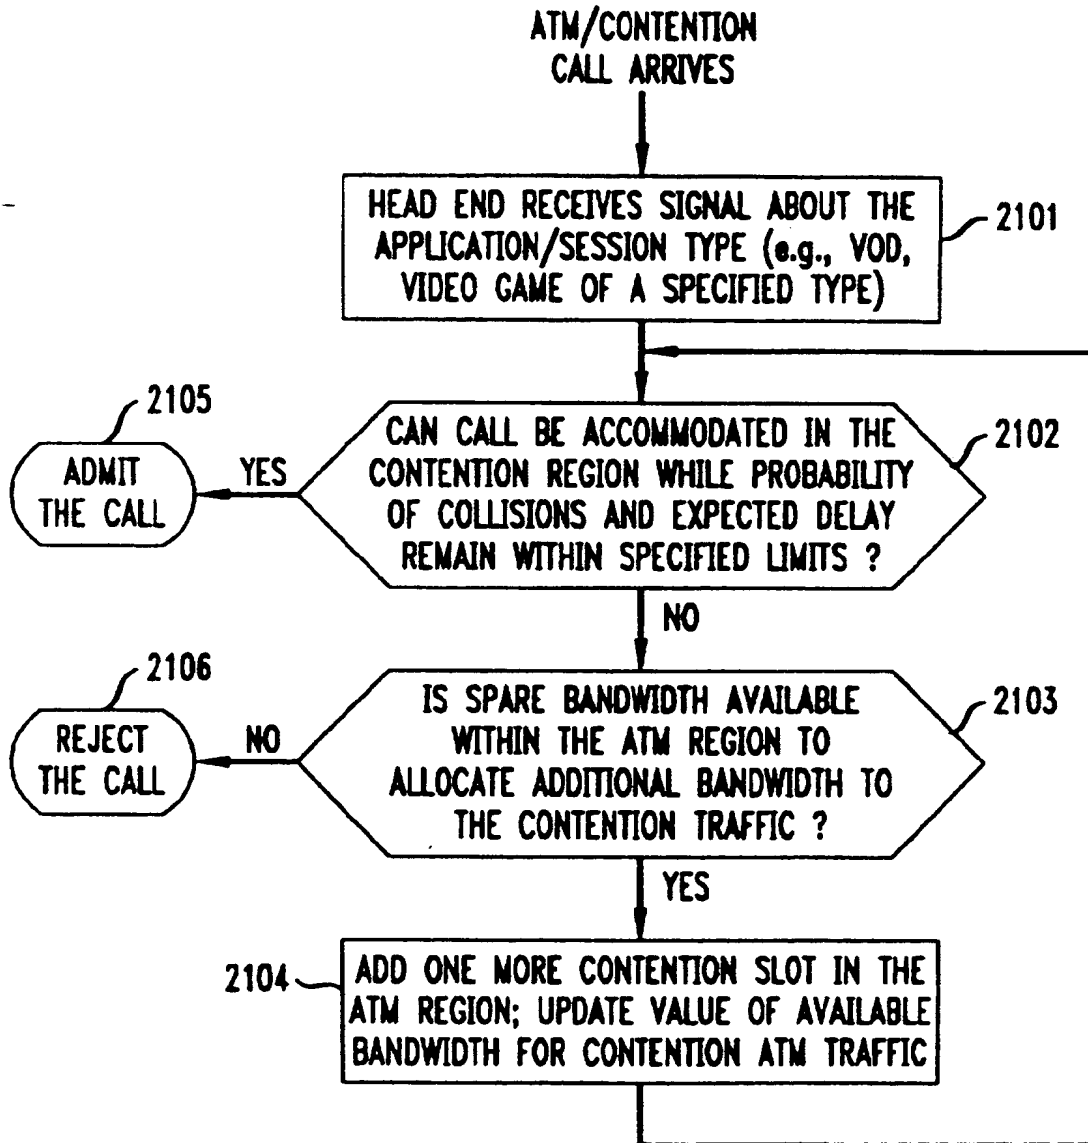 ATM/CONTENTION
CALL ARRIVES
HEAD END RECEIVES SIGNAL ABOUT THE
APPLICATION/SESSION TYPE (e.g., VOD,
VIDEO GAME OF A SPECIFIED TYPE)
2101
2105
ADMIT
THE CALL
YES
CAN CALL BE ACCOMMODATED IN THE
CONTENTION REGION WHILE PROBABILITY
OF COLLISIONS AND EXPECTED DELAY
REMAIN WITHIN SPECIFIED LIMITS ?
2102
NO
2106
REJECT
THE CALL
NO
IS SPARE BANDWIDTH AVAILABLE
WITHIN THE ATM REGION TO
ALLOCATE ADDITIONAL BANDWIDTH TO
THE CONTENTION TRAFFIC ?
2103
YES
2104
ADD ONE MORE CONTENTION SLOT IN THE
ATM REGION; UPDATE VALUE OF AVAILABLE
BANDWIDTH FOR CONTENTION ATM TRAFFIC